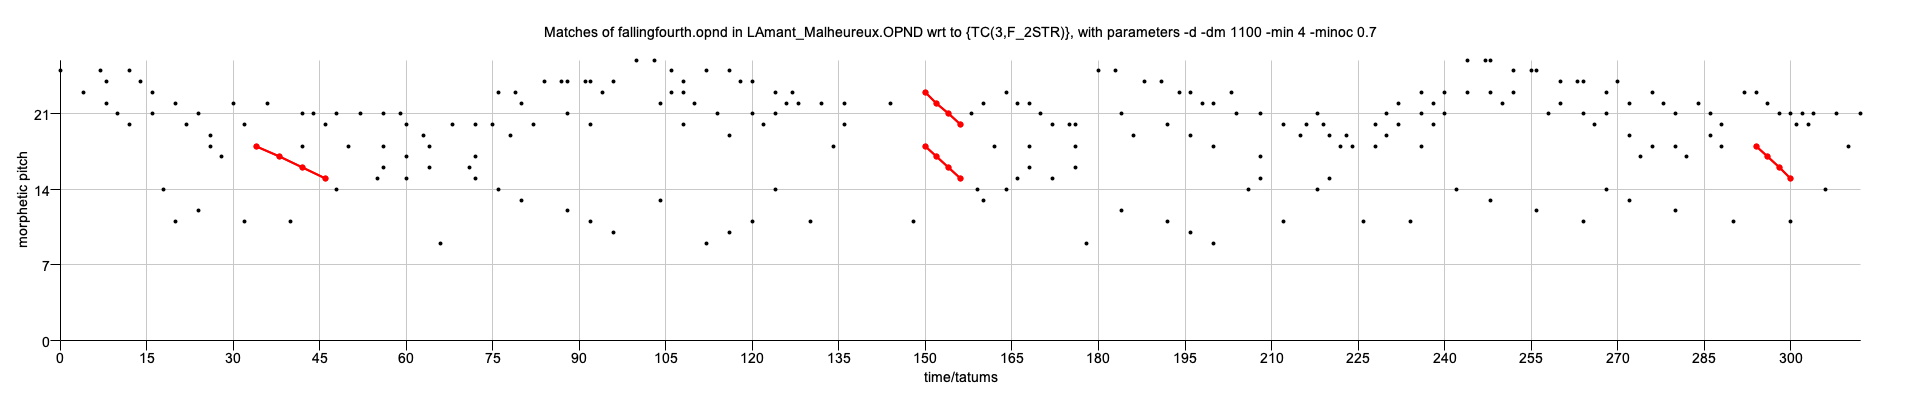 Matches of fallingfourth.opnd in LAmant_Malheureux.OPND wrt to {TC(3,F_2STR)}, with parameters -d -dm 1100 -min 4 -minoc 0.7
morphetic pitch
21
14
7
0
0 15 30 45 60 75 90 105 120 135 150 165 180 195 210 225 240 255 270 285 300
time/tatums